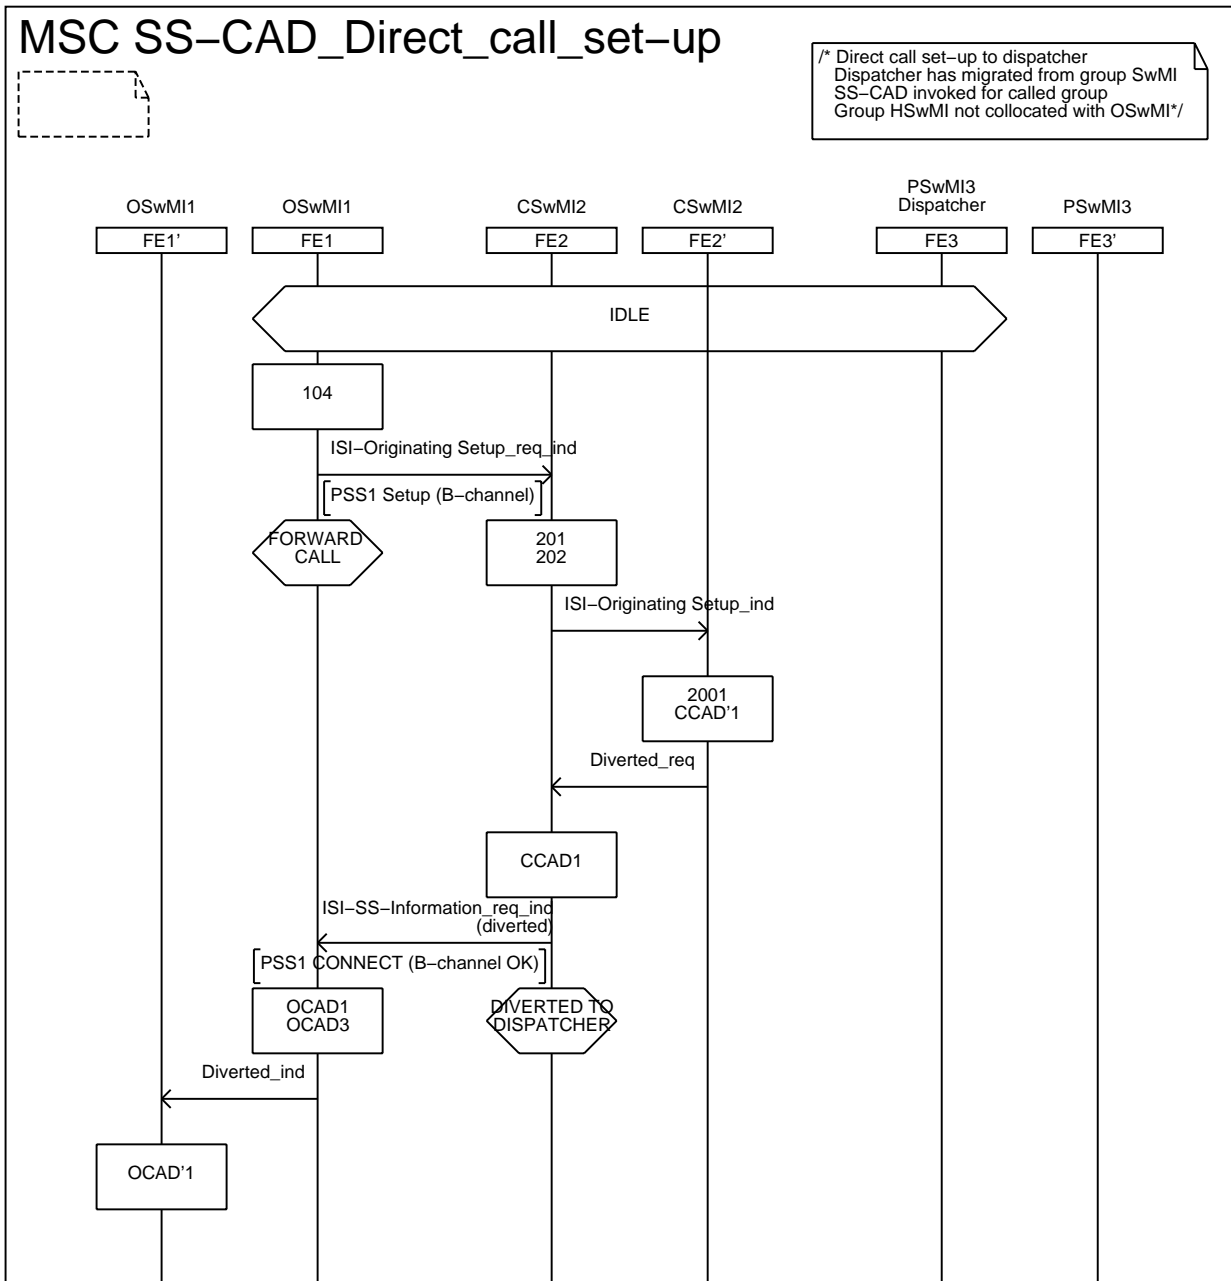 MSC SS−CAD_Direct_call_set−up
/* Direct call set−up to dispatcher
Dispatcher has migrated from group SwMI
SS−CAD invoked for called group
Group HSwMI not collocated with OSwMI*/
OSwMI1
OSwMI1
CSwMI2
CSwMI2
PSwMI3
Dispatcher
PSwMI3
FE1'
FE1
FE2
FE2'
FE3
FE3'
IDLE
104
ISI−Originating Setup_req_ind
PSS1 Setup (B−channel)
FORWARD
CALL
201
202
ISI−Originating Setup_ind
2001
CCAD'1
Diverted_req
CCAD1
ISI−SS−Information_req_ind
(diverted)
PSS1 CONNECT (B−channel OK)
OCAD1
OCAD3
DIVERTED TO
DISPATCHER
Diverted_ind
OCAD'1